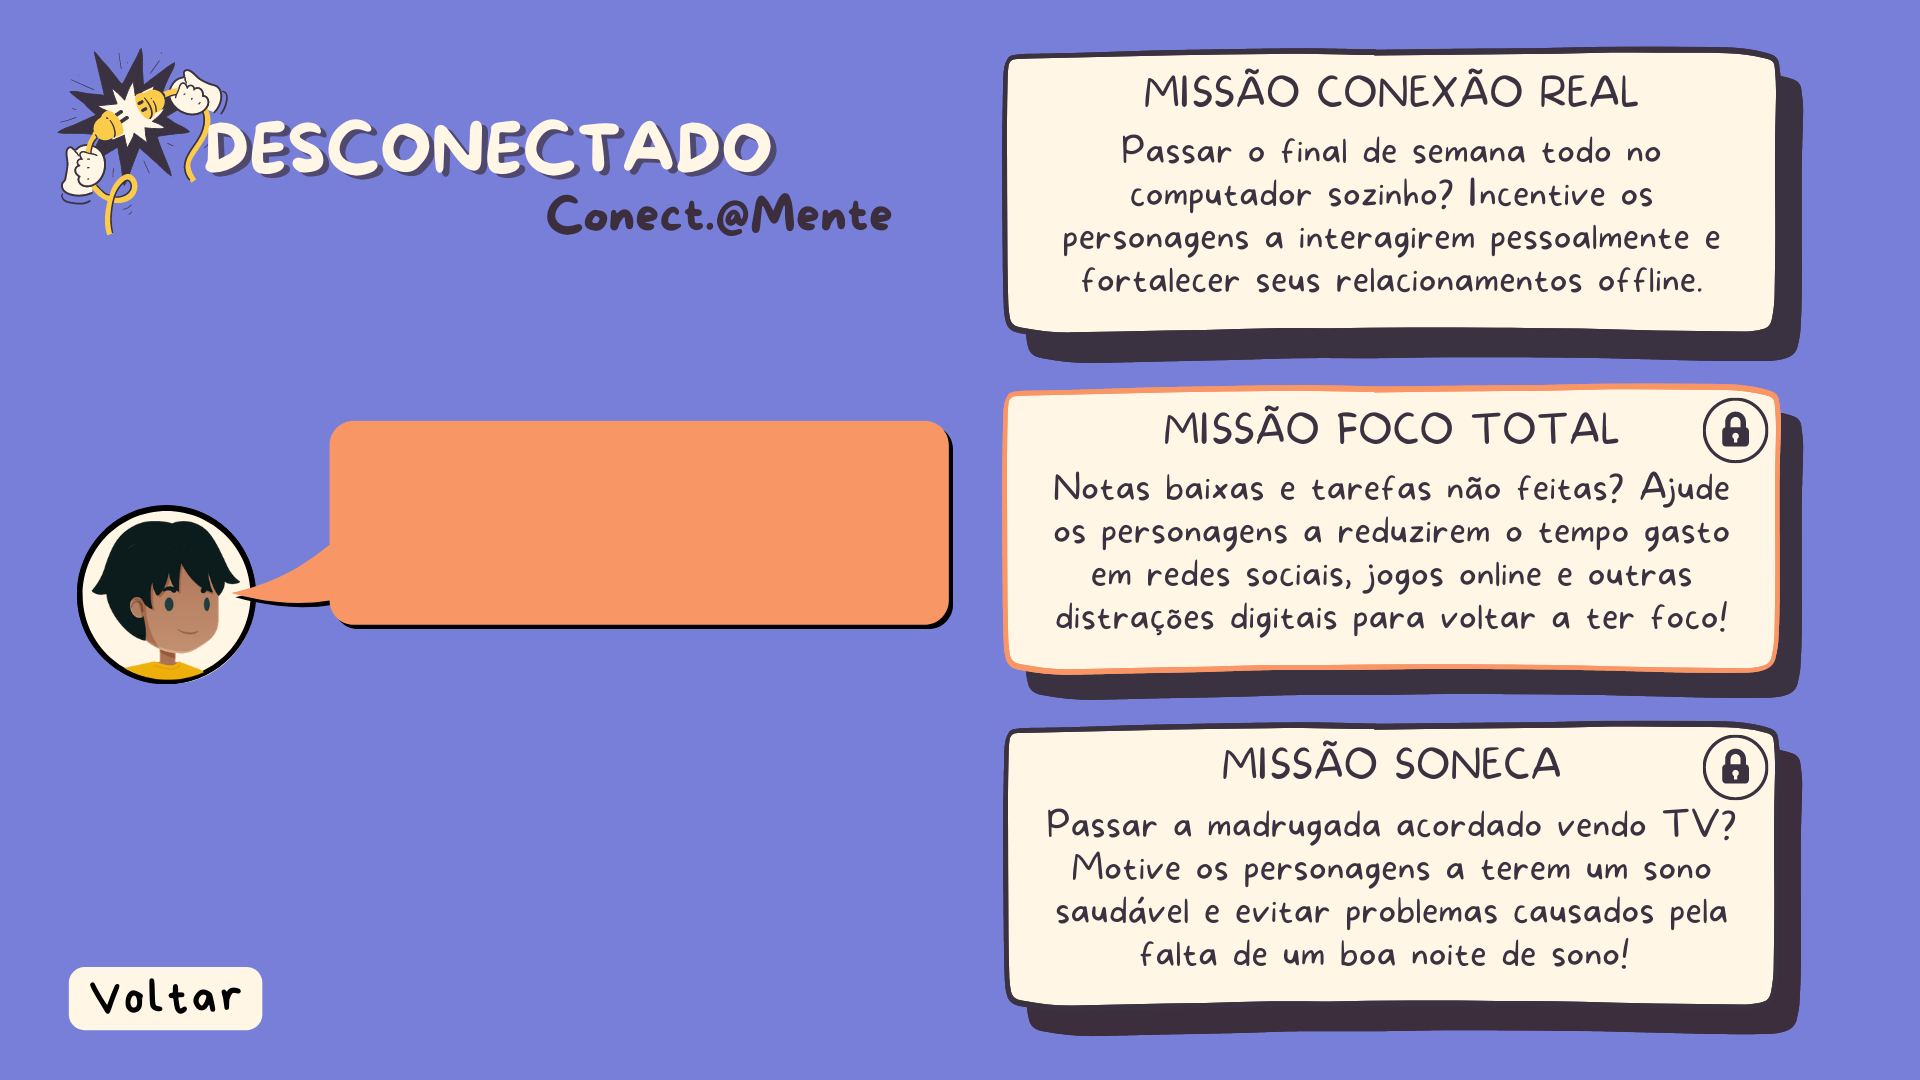 DESCONECTADO
Conect.@Mente
MISSÃO CONEXÃO REAL
Passar o final de semana todo no
computador sozinho? Incentive os
personagens a interagirem pessoalmente e
fortalecer seus relacionamentos offline.
MISSÃO FOCO TOTAL
Notas baixas e tarefas não feitas? Ajude
os personagens a reduzirem o tempo gasto
em redes sociais, jogos online e outras
distrações digitais para voltar a ter foco!
MISSÃO SONECA
Passar a madrugada acordado vendo TV?
Motive os personagens a terem um sono
saudável e evitar problemas causados pela
falta de um boa noite de sono!
Voltar